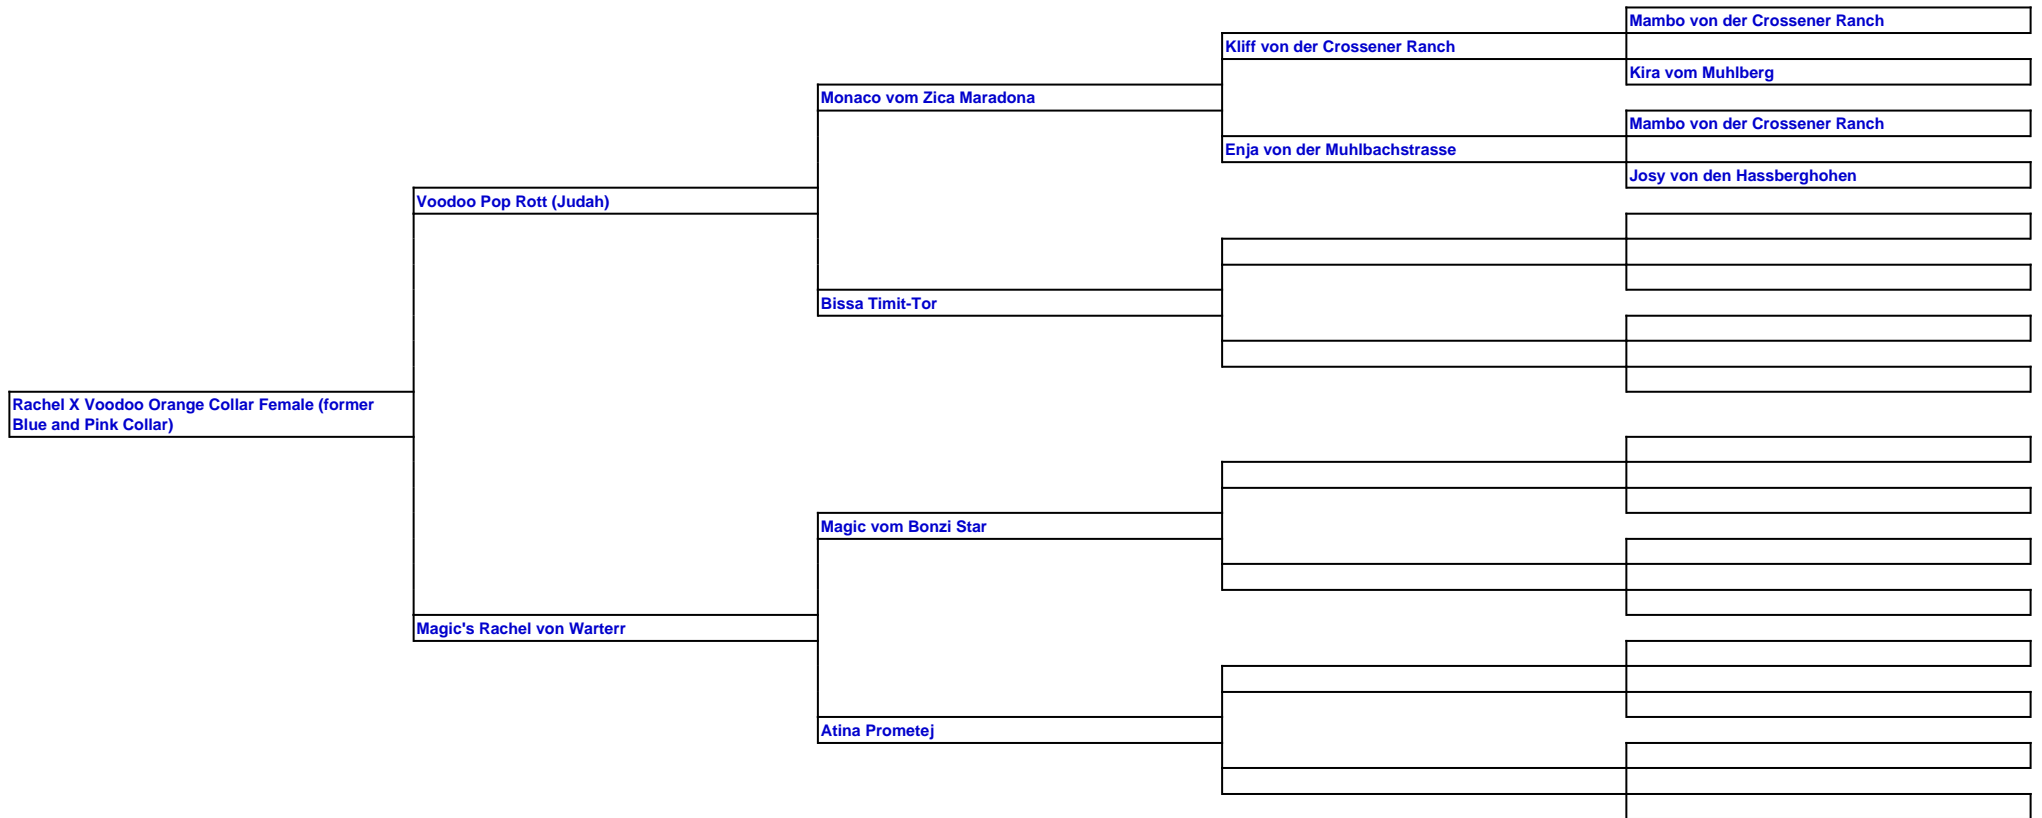 Mambo von der Crossener Ranch
Kliff von der Crossener Ranch
Kira vom Muhlberg
Monaco vom Zica Maradona
Mambo von der Crossener Ranch
Enja von der Muhlbachstrasse
Josy von den Hassberghohen
Voodoo Pop Rott (Judah)
Bissa Timit-Tor
Rachel X Voodoo Orange Collar Female (former
Blue and Pink Collar)
Magic vom Bonzi Star
Magic's Rachel von Warterr
Atina Prometej